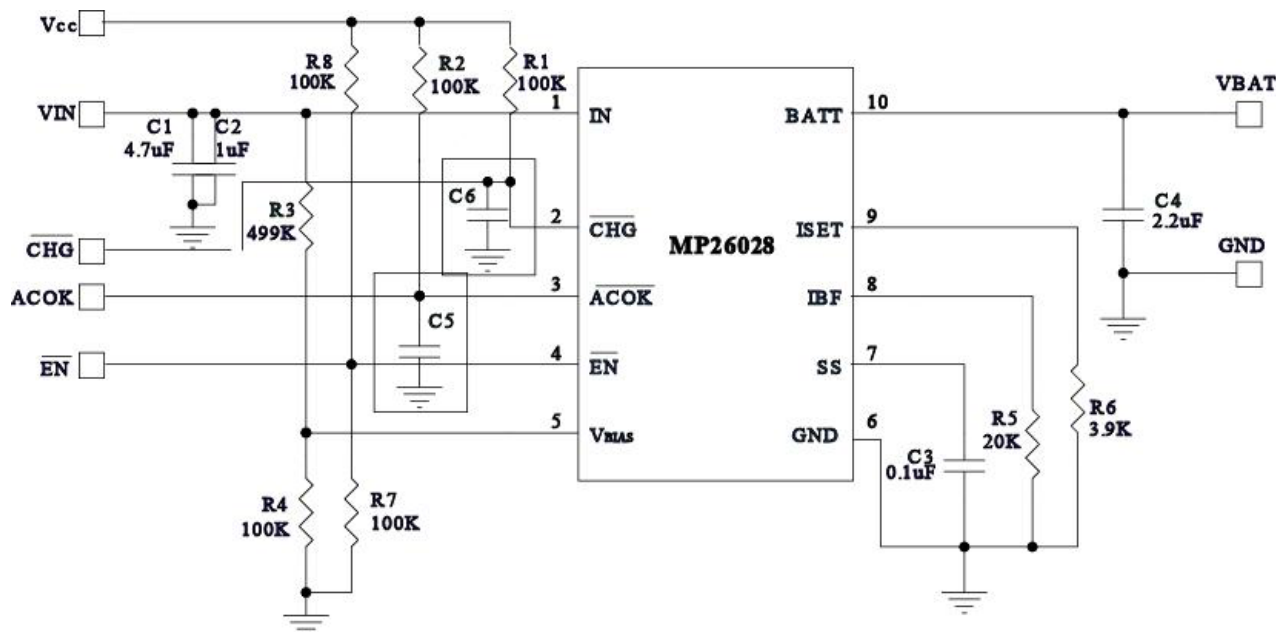 Vcc
R8
100K
R2
100K
R1
100K
VIN
C1
4.7uF
C2
1uF
1
IN
BATT
10
VBAT
C6
R3
499K
2
CHG
MP26028
ISET
9
C4
2.2uF
CHG
GND
ACOK
3
ACOK
IBF
8
C5
EN
4
EN
SS
7
5
VBIAS
GND
6
R5
20K
R6
3.9K
C3
0.1uF
R4
100K
R7
100K